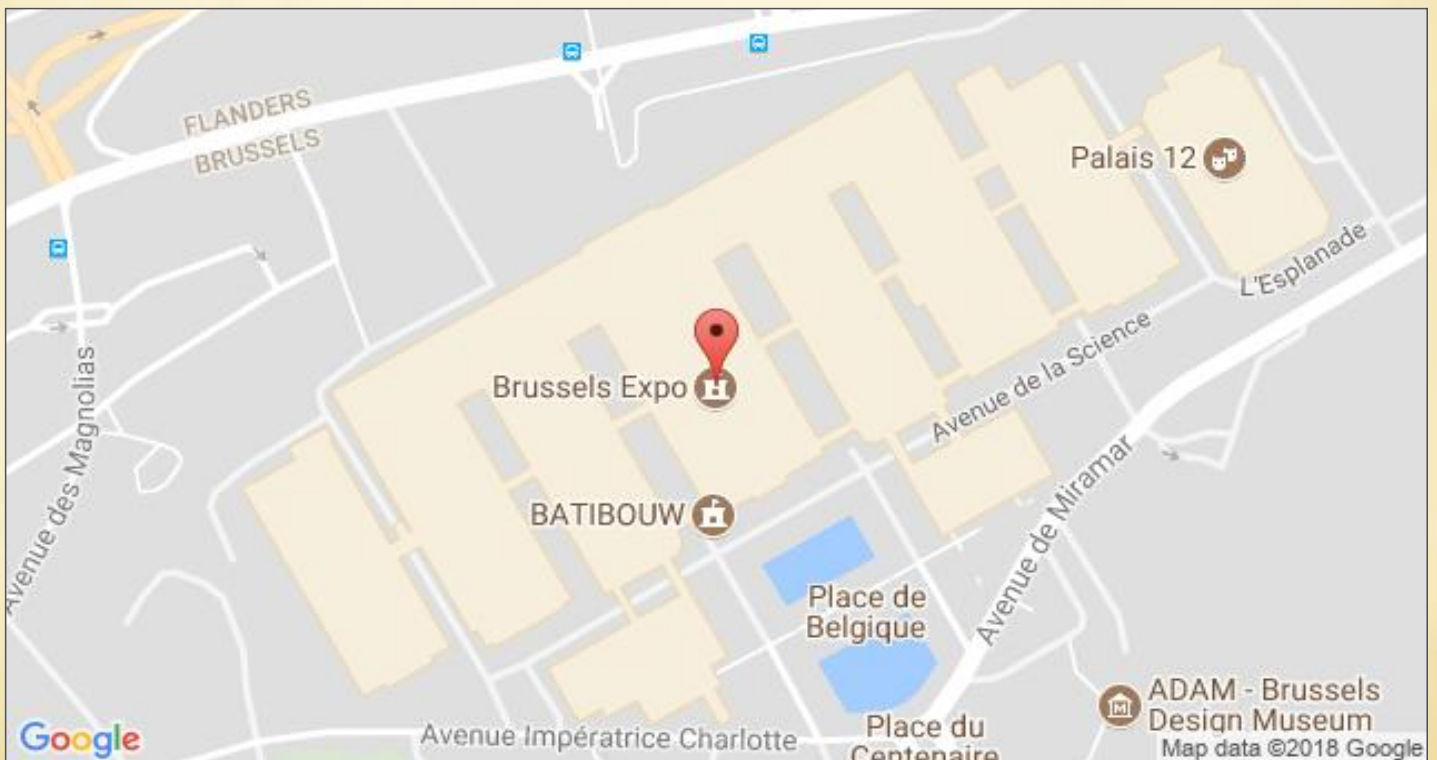 FLANDERS
BRUSSELS
Palais 12
L'Esplanade
Avenue de la Science
Brussels Expo
Avenue des Magnolias
BATIBOUW
Avenue de Miramar
Place de
Belgique
ADAM - Brussels
Design Museum
Place du
Centenaire
Avenue Impératrice Charlotte
Google
Map data ©2018 Google